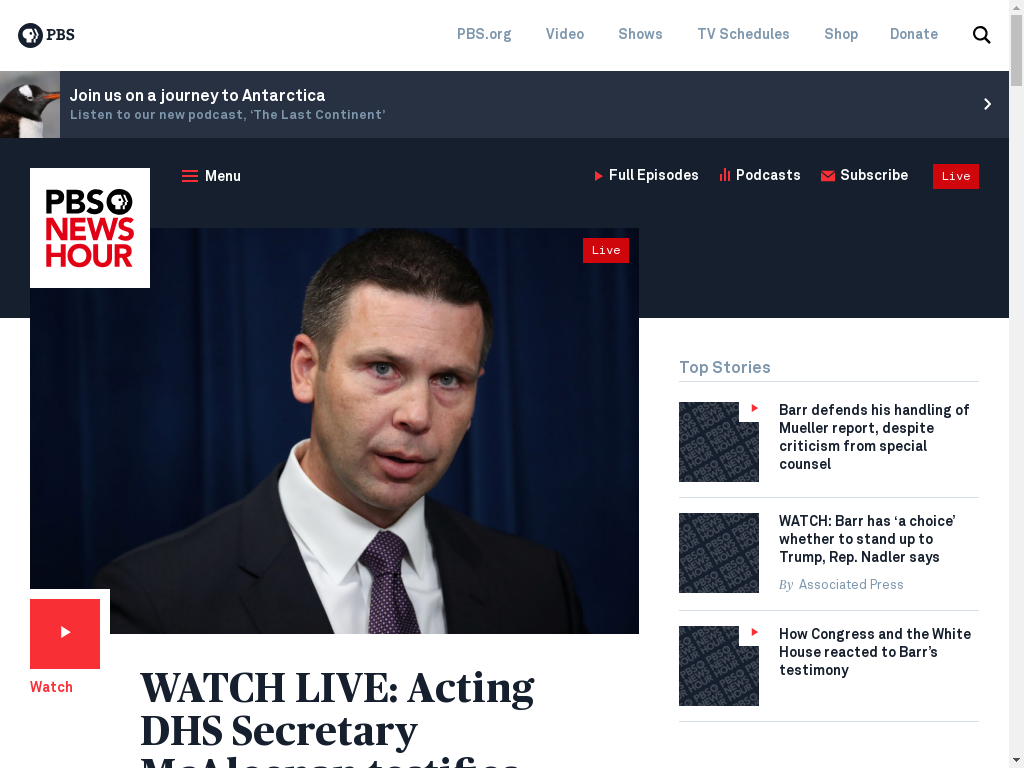 PBS
PBS.org
Video
Shows
TV Schedules
Shop
Donate
Join us on a journey to Antarctica
Listen to our new podcast, ‘The Last Continent’
PBS
NEWS
HOUR
Menu
Full Episodes
Podcasts
Subscribe
Live
Live
Watch
WATCH LIVE: Acting
DHS Secretary
McAleenan testifies
Top Stories
Barr defends his handling of
Mueller report, despite
criticism from special
counsel
WATCH: Barr has ‘a choice’
whether to stand up to
Trump, Rep. Nadler says
By Associated Press
How Congress and the White
House reacted to Barr’s
testimony